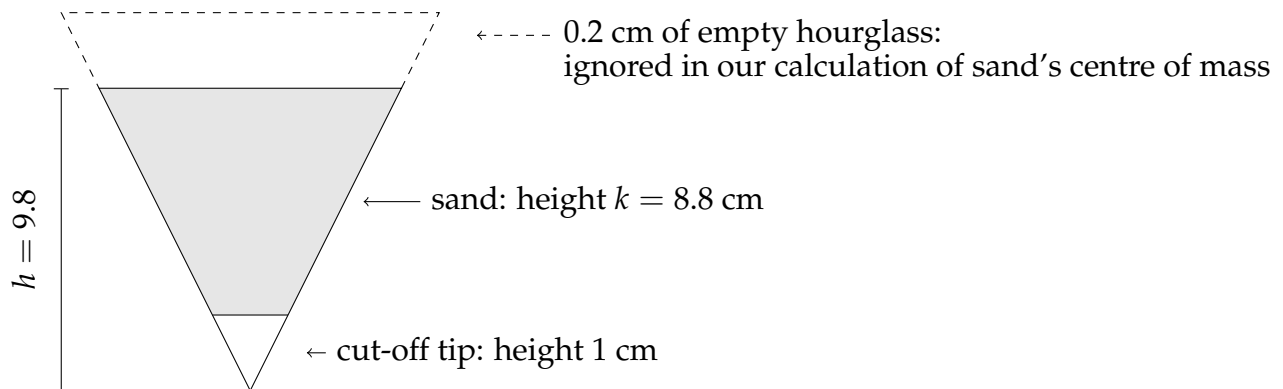 0.2 cm of empty hourglass:
ignored in our calculation of sand’s centre of mass
h = 9.8
sand: height k = 8.8 cm
cut-off tip: height 1 cm